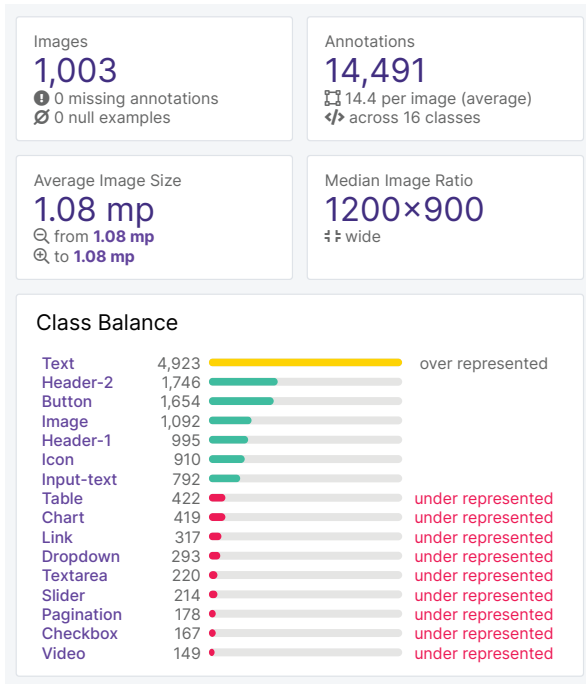 Images
1,003
0 missing annotations
0 null examples
Annotations
14,491
14.4 per image (average)
</> across 16 classes
Average Image Size
1.08 mp
from 1.08 mp
to 1.08 mp
Median Image Ratio
1200×900
wide
Class Balance
Text 4,923 over represented
Header-2 1,746
Button 1,654
Image 1,092
Header-1 995
Icon 910
Input-text 792
Table 422 under represented
Chart 419 under represented
Link 317 under represented
Dropdown 293 under represented
Textarea 220 under represented
Slider 214 under represented
Pagination 178 under represented
Checkbox 167 under represented
Video 149 under represented